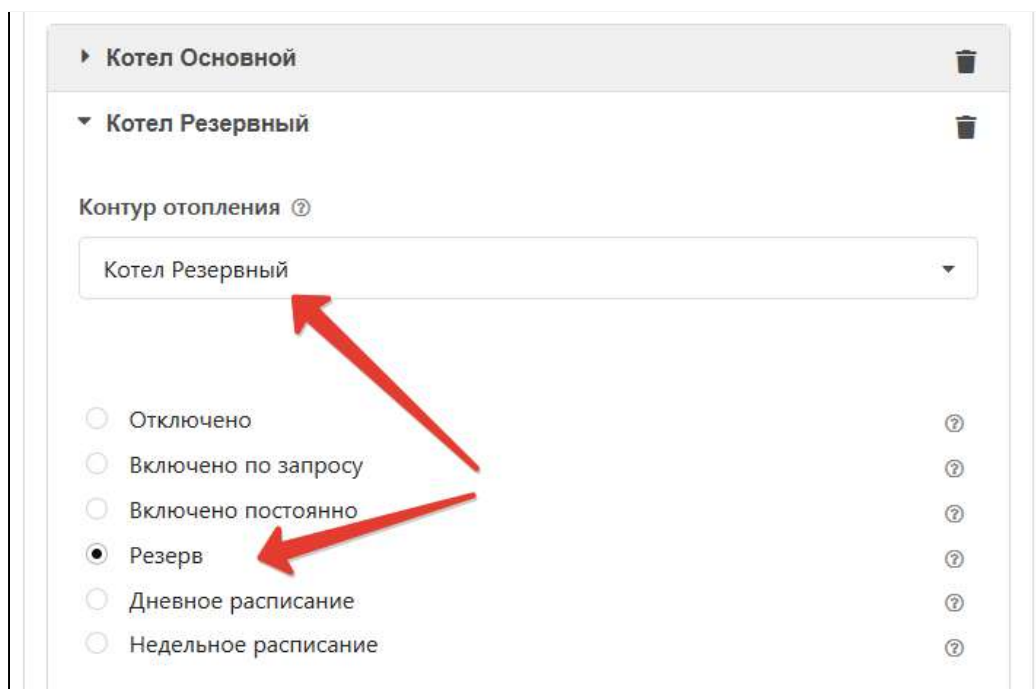 Котел Основной
Котел Резервный
Контур отопления
Котел Резервный
Отключено
Включено по запросу
Включено постоянно
Резерв
Дневное расписание
Недельное расписание